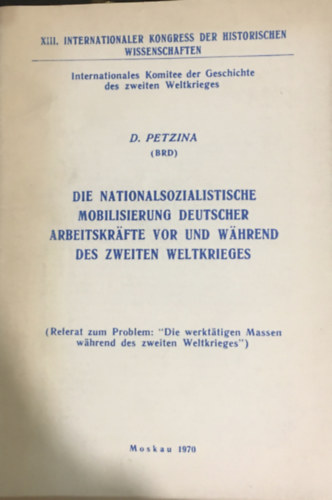 XIII. INTERNATIONALER KONGRESS DER HISTORISCHEN
WISSENSCHAFTEN
Internationales Komitee der Geschichte
des zweiten Weltkrieges
D. PETZINA
(BRD)
DIE NATIONALSOZIALISTISCHE
MOBILISIERUNG DEUTSCHER
ARBEITSKRÄFTE VOR UND WÄHREND
DES ZWEITEN WELTKRIEGES
(Referat zum Problem: "Die werktätigen Massen
während des zweiten Weltkrieges")
Moskau 1970